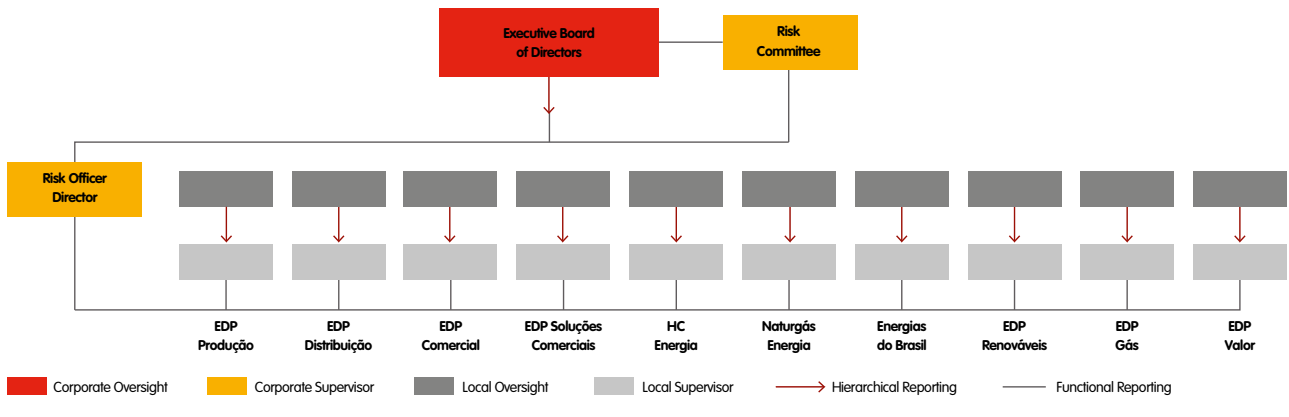 Executive Board
of Directors
Risk
Committee
Risk Officer
Director
EDP
Produção
EDP
Distribuição
EDP
Comercial
EDP Soluções
Comerciais
HC
Energia
Naturgás
Energia
Energias
do Brasil
EDP
Renováveis
EDP
Gás
EDP
Valor
Corporate Oversight
Corporate Supervisor
Local Oversight
Local Supervisor
Hierarchical Reporting
Functional Reporting